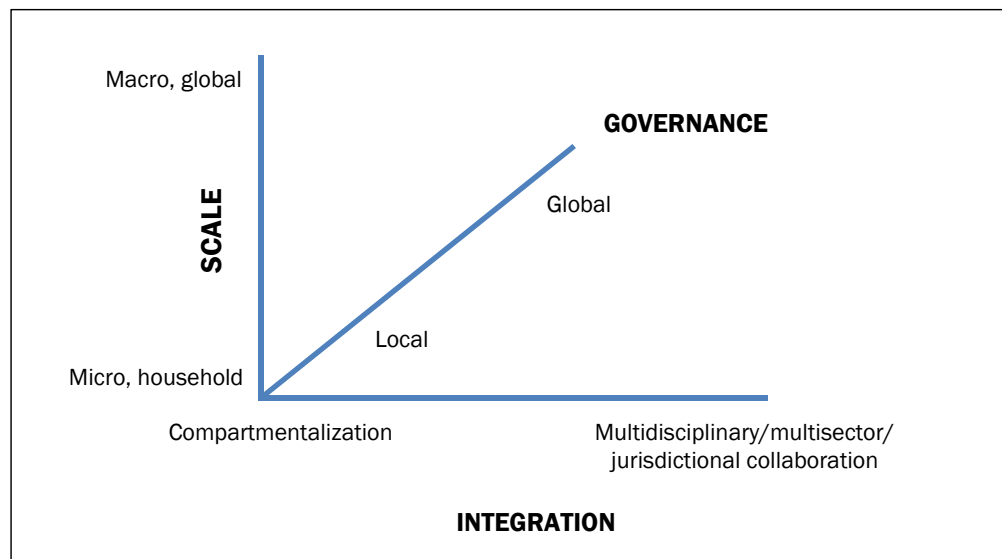 Macro, global
GOVERNANCE
SCALE
Global
Local
Micro, household
Compartmentalization
Multidisciplinary/multisector/
jurisdictional collaboration
INTEGRATION